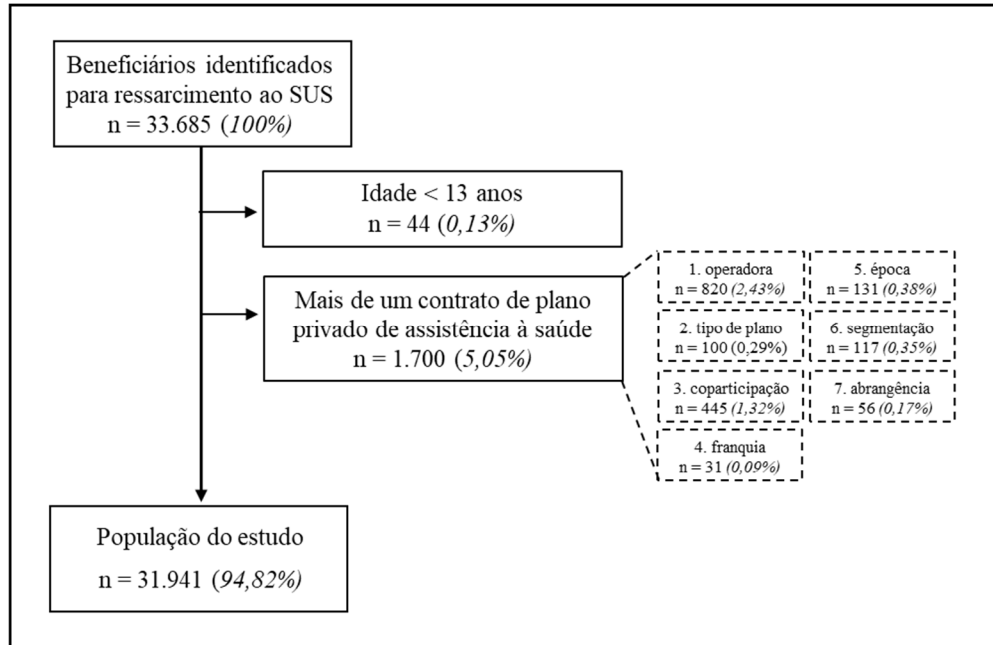 Beneficiários identificados
para ressarcimento ao SUS
n = 33.685 (100%)
Idade < 13 anos
n = 44 (0,13%)
Mais de um contrato de plano
privado de assistência à saúde
n = 1.700 (5,05%)
1. operadora
n = 820 (2,43%)
5. época
n = 131 (0,38%)
2. tipo de plano
n = 100 (0,29%)
6. segmentação
n = 117 (0,35%)
3. coparticipação
n = 445 (1,32%)
7. abrangência
n = 56 (0,17%)
4. franquia
n = 31 (0,09%)
População do estudo
n = 31.941 (94,82%)